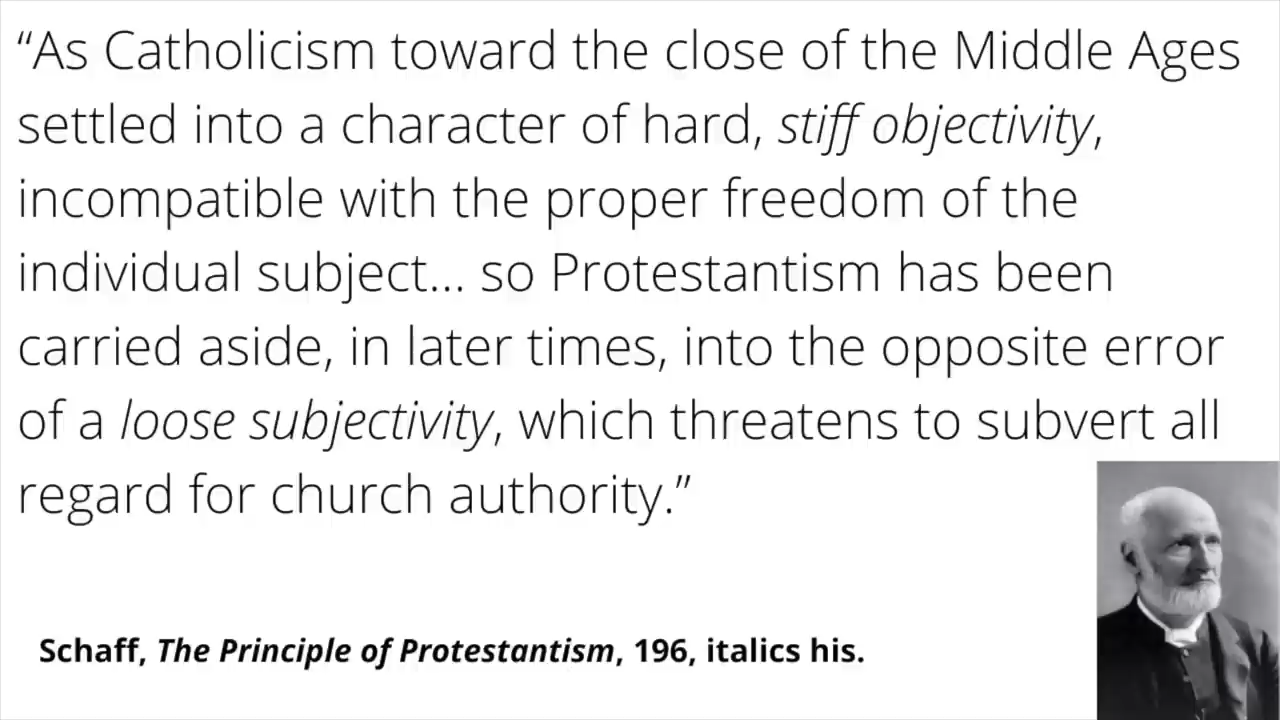 “As Catholicism toward the close of the Middle Ages
settled into a character of hard, stiff objectivity,
incompatible with the proper freedom of the
individual subject... so Protestantism has been
carried aside, in later times, into the opposite error
of a loose subjectivity, which threatens to subvert all
regard for church authority.”
Schaff, The Principle of Protestantism, 196, italics his.